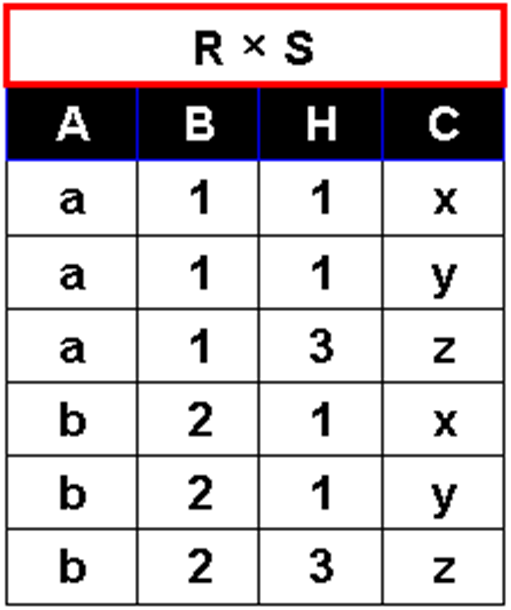 R × S
A B H C
a 1 1 x
a 1 1 y
a 1 3 z
b 2 1 x
b 2 1 y
b 2 3 z